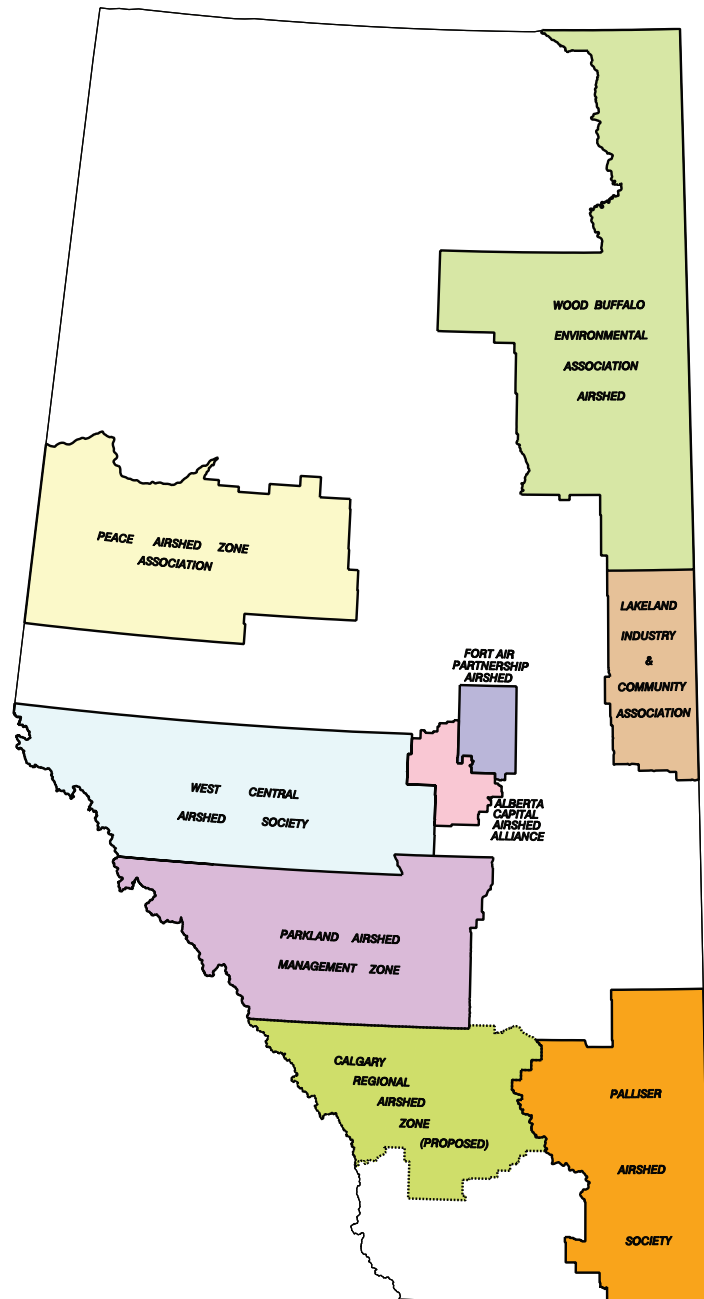 WOOD BUFFALO
ENVIRONMENTAL
ASSOCIATION
AIRSHED
PEACE AIRSHED ZONE
ASSOCIATION
LAKELAND
INDUSTRY
&
COMMUNITY
ASSOCIATION
FORT AIR
PARTNERSHIP
AIRSHED
WEST CENTRAL
AIRSHED SOCIETY
ALBERTA
CAPITAL
AIRSHED
ALLIANCE
PARKLAND AIRSHED
MANAGEMENT ZONE
CALGARY
REGIONAL
AIRSHED
ZONE
(PROPOSED)
PALLISER
AIRSHED
SOCIETY